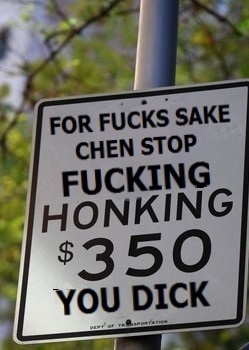 FOR FUCKS SAKE
CHEN STOP
FUCKING
HONKING
$350
YOU DICK
DEPT OF TRANSPORTATION